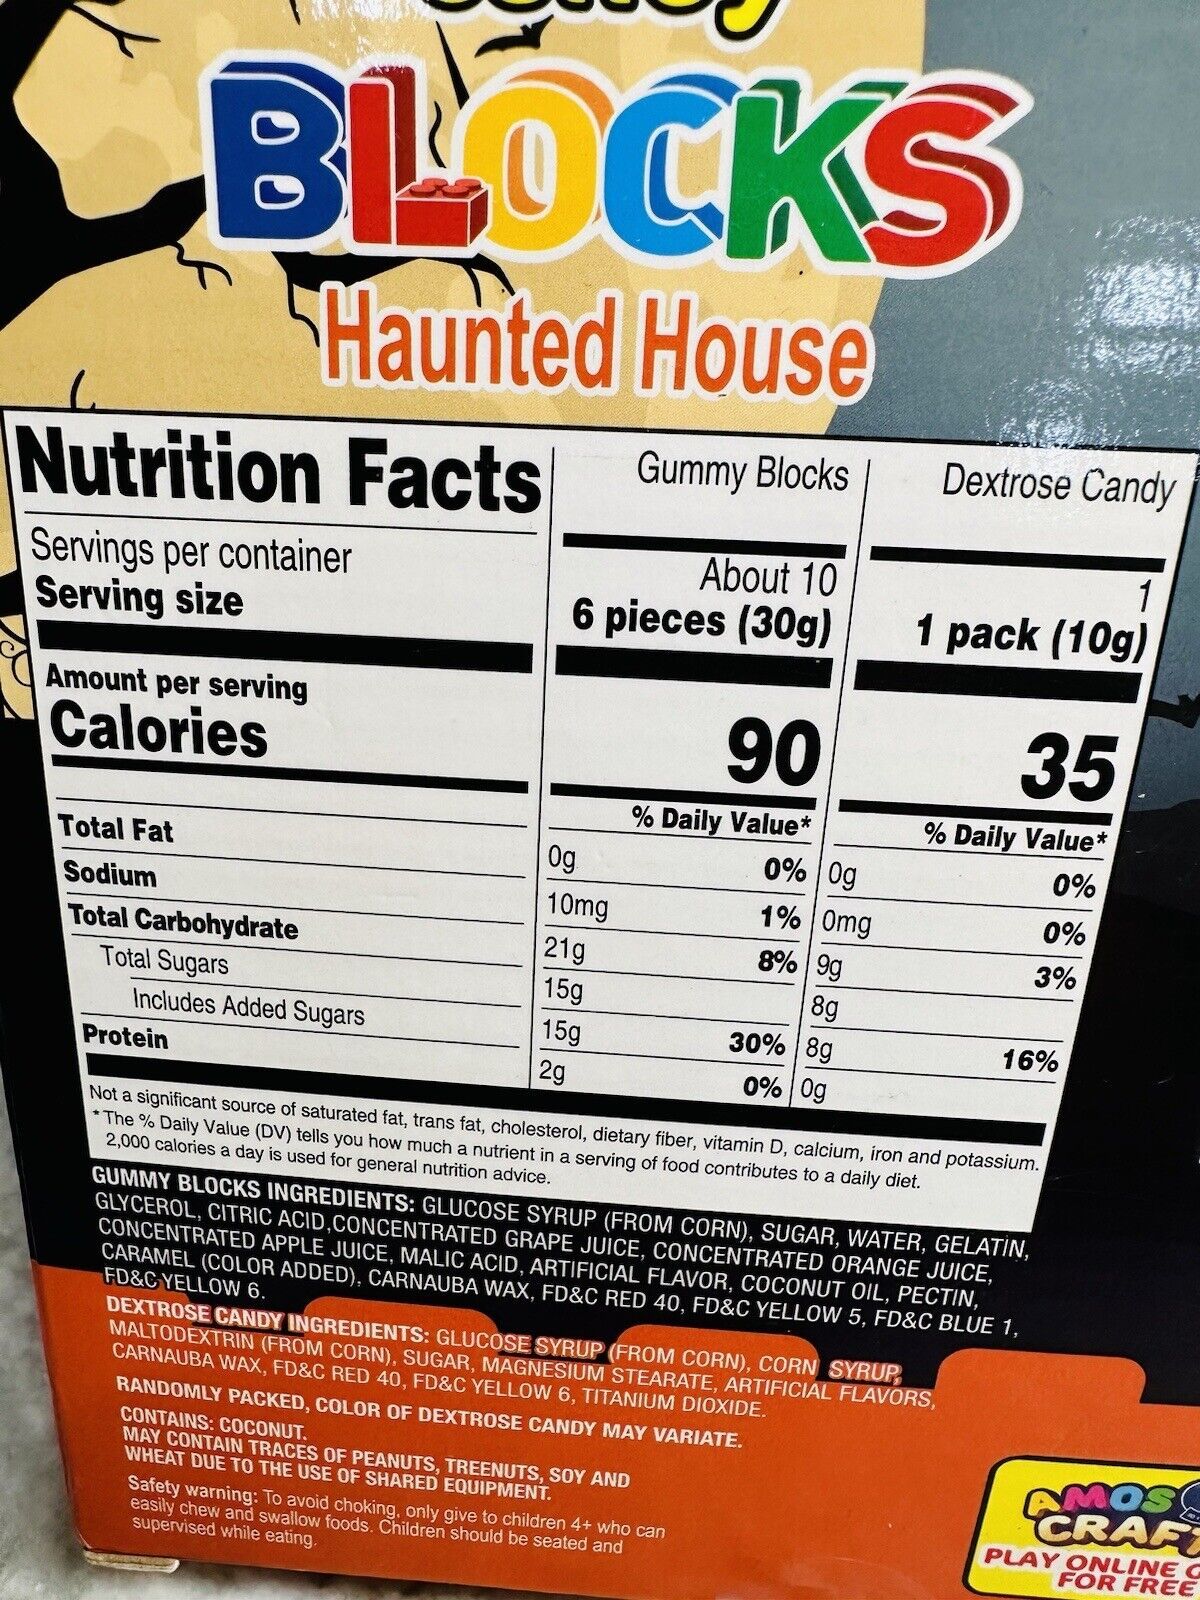 BLOCKS
Haunted House
Nutrition Facts
Gummy Blocks
Dextrose Candy
Servings per container About 10 1
Serving size 6 pieces (30g) 1 pack (10g)
Amount per serving
Calories 90 35
% Daily Value* % Daily Value*
Total Fat 0g 0% 0g 0%
Sodium 10mg 1% 0mg 0%
Total Carbohydrate 21g 8% 9g 3%
Total Sugars 15g 8g
Includes Added Sugars 15g 30% 8g 16%
Protein 2g 0% 0g
Not a significant source of saturated fat, trans fat, cholesterol, dietary fiber, vitamin D, calcium, iron and potassium.
* The % Daily Value (DV) tells you how much a nutrient in a serving of food contributes to a daily diet.
2,000 calories a day is used for general nutrition advice.
GUMMY BLOCKS INGREDIENTS: GLUCOSE SYRUP (FROM CORN), SUGAR, WATER, GELATIN,
GLYCEROL, CITRIC ACID,CONCENTRATED GRAPE JUICE, CONCENTRATED ORANGE JUICE,
CONCENTRATED APPLE JUICE, MALIC ACID, ARTIFICIAL FLAVOR, COCONUT OIL, PECTIN,
CARAMEL (COLOR ADDED), CARNAUBA WAX, FD&C RED 40, FD&C YELLOW 5, FD&C BLUE 1,
FD&C YELLOW 6.
DEXTROSE CANDY INGREDIENTS: GLUCOSE SYRUP (FROM CORN), CORN SYRUP,
MALTODEXTRIN (FROM CORN), SUGAR, MAGNESIUM STEARATE, ARTIFICIAL FLAVORS,
CARNAUBA WAX, FD&C RED 40, FD&C YELLOW 6, TITANIUM DIOXIDE.
RANDOMLY PACKED, COLOR OF DEXTROSE CANDY MAY VARIATE.
CONTAINS: COCONUT.
MAY CONTAIN TRACES OF PEANUTS, TREENUTS, SOY AND
WHEAT DUE TO THE USE OF SHARED EQUIPMENT.
Safety warning: To avoid choking, only give to children 4+ who can
easily chew and swallow foods. Children should be seated and
supervised while eating.
AMOS
CRAF
PLAY ONLINE
FOR FREE